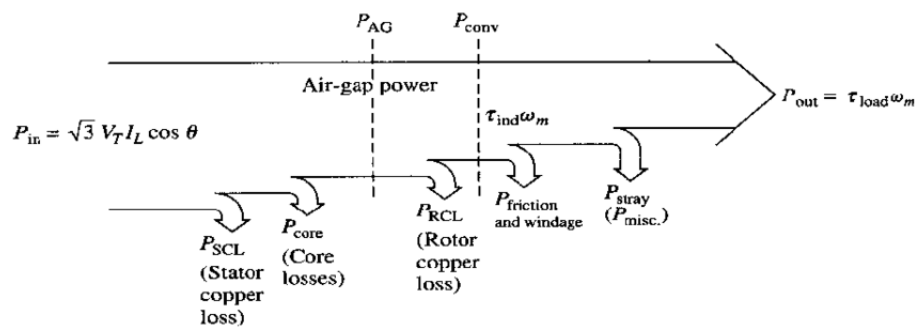 P_AG
P_conv
Air-gap power
τ_ind ω_m
P_out = τ_load ω_m
P_in = √3 V_T I_L cos θ
P_SCL
(Stator
copper
loss)
P_core
(Core
losses)
P_RCL
(Rotor
copper
loss)
P_friction
and windage
P_stray
(P_misc.)